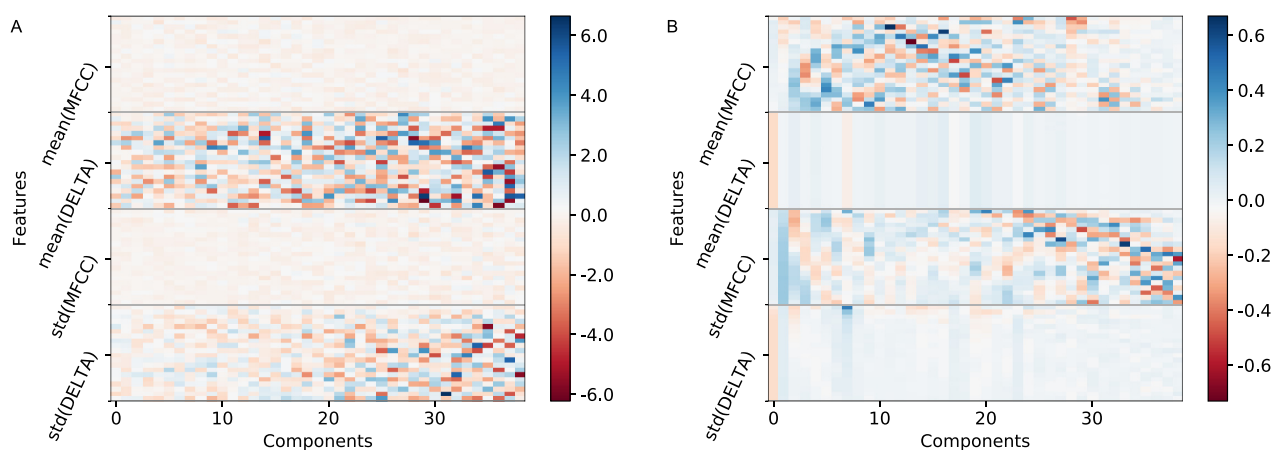 A
Features
mean(MFCC)
mean(DELTA)
std(MFCC)
std(DELTA)
0
10
20
30
Components
6.0
4.0
2.0
0.0
-2.0
-4.0
-6.0
B
Features
mean(MFCC)
mean(DELTA)
std(MFCC)
std(DELTA)
0
10
20
30
Components
0.6
0.4
0.2
0.0
-0.2
-0.4
-0.6